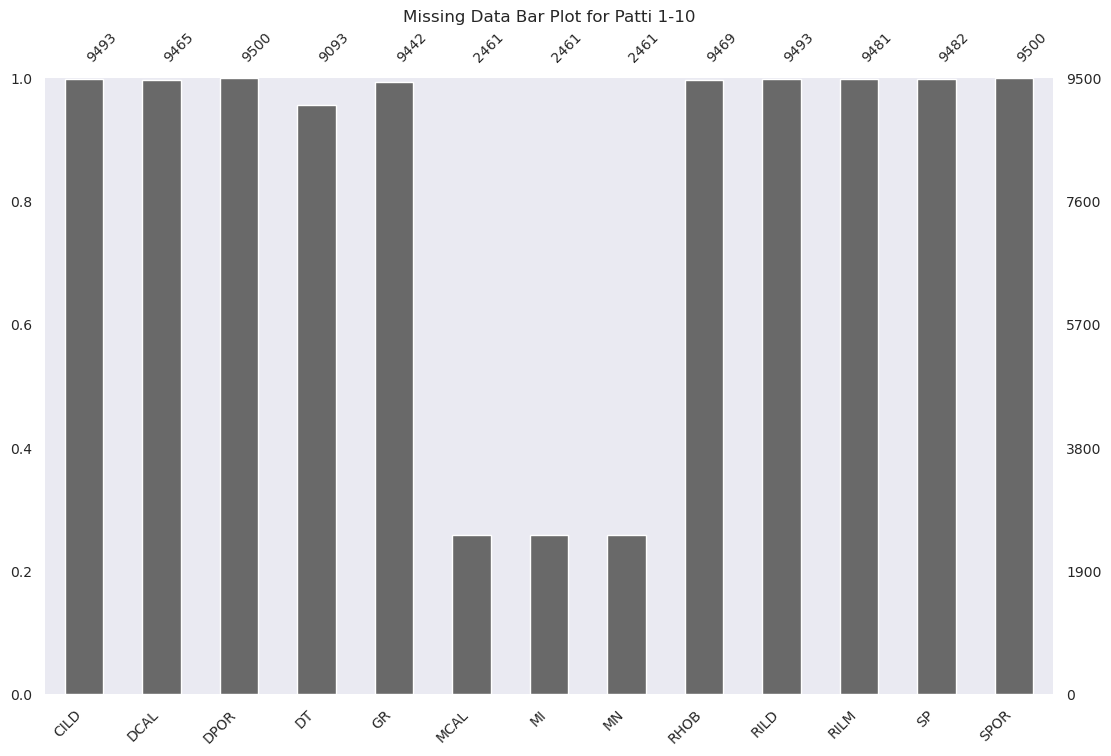 Missing Data Bar Plot for Patti 1-10
9493 9465 9500 9093 9442 2461 2461 2461 9469 9493 9481 9482 9500
1.0 9500
0.8 7600
0.6 5700
0.4 3800
0.2 1900
0.0 0
CILD DCAL DPOR DT GR MCAL MI MN RHOB RILD RILM SP SPOR